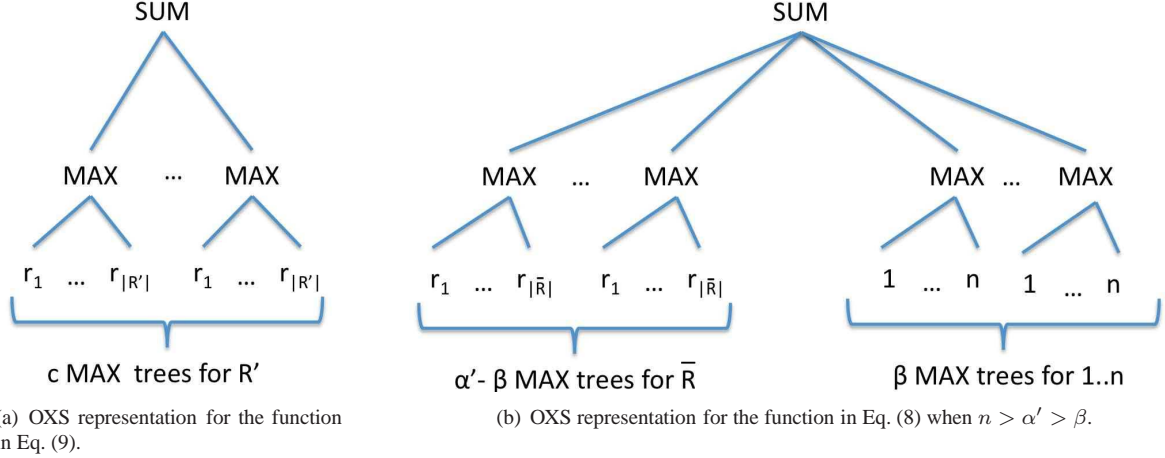 SUM
MAX ... MAX
r1 ... r|R'| r1 ... r|R'|
c MAX trees for R'
(a) OXS representation for the function
in Eq. (9).
SUM
MAX ... MAX MAX ... MAX
r1 ... r|R̅| r1 ... r|R̅| 1 ... n 1 ... n
α'- β MAX trees for R̅ β MAX trees for 1..n
(b) OXS representation for the function in Eq. (8) when n > α′ > β.